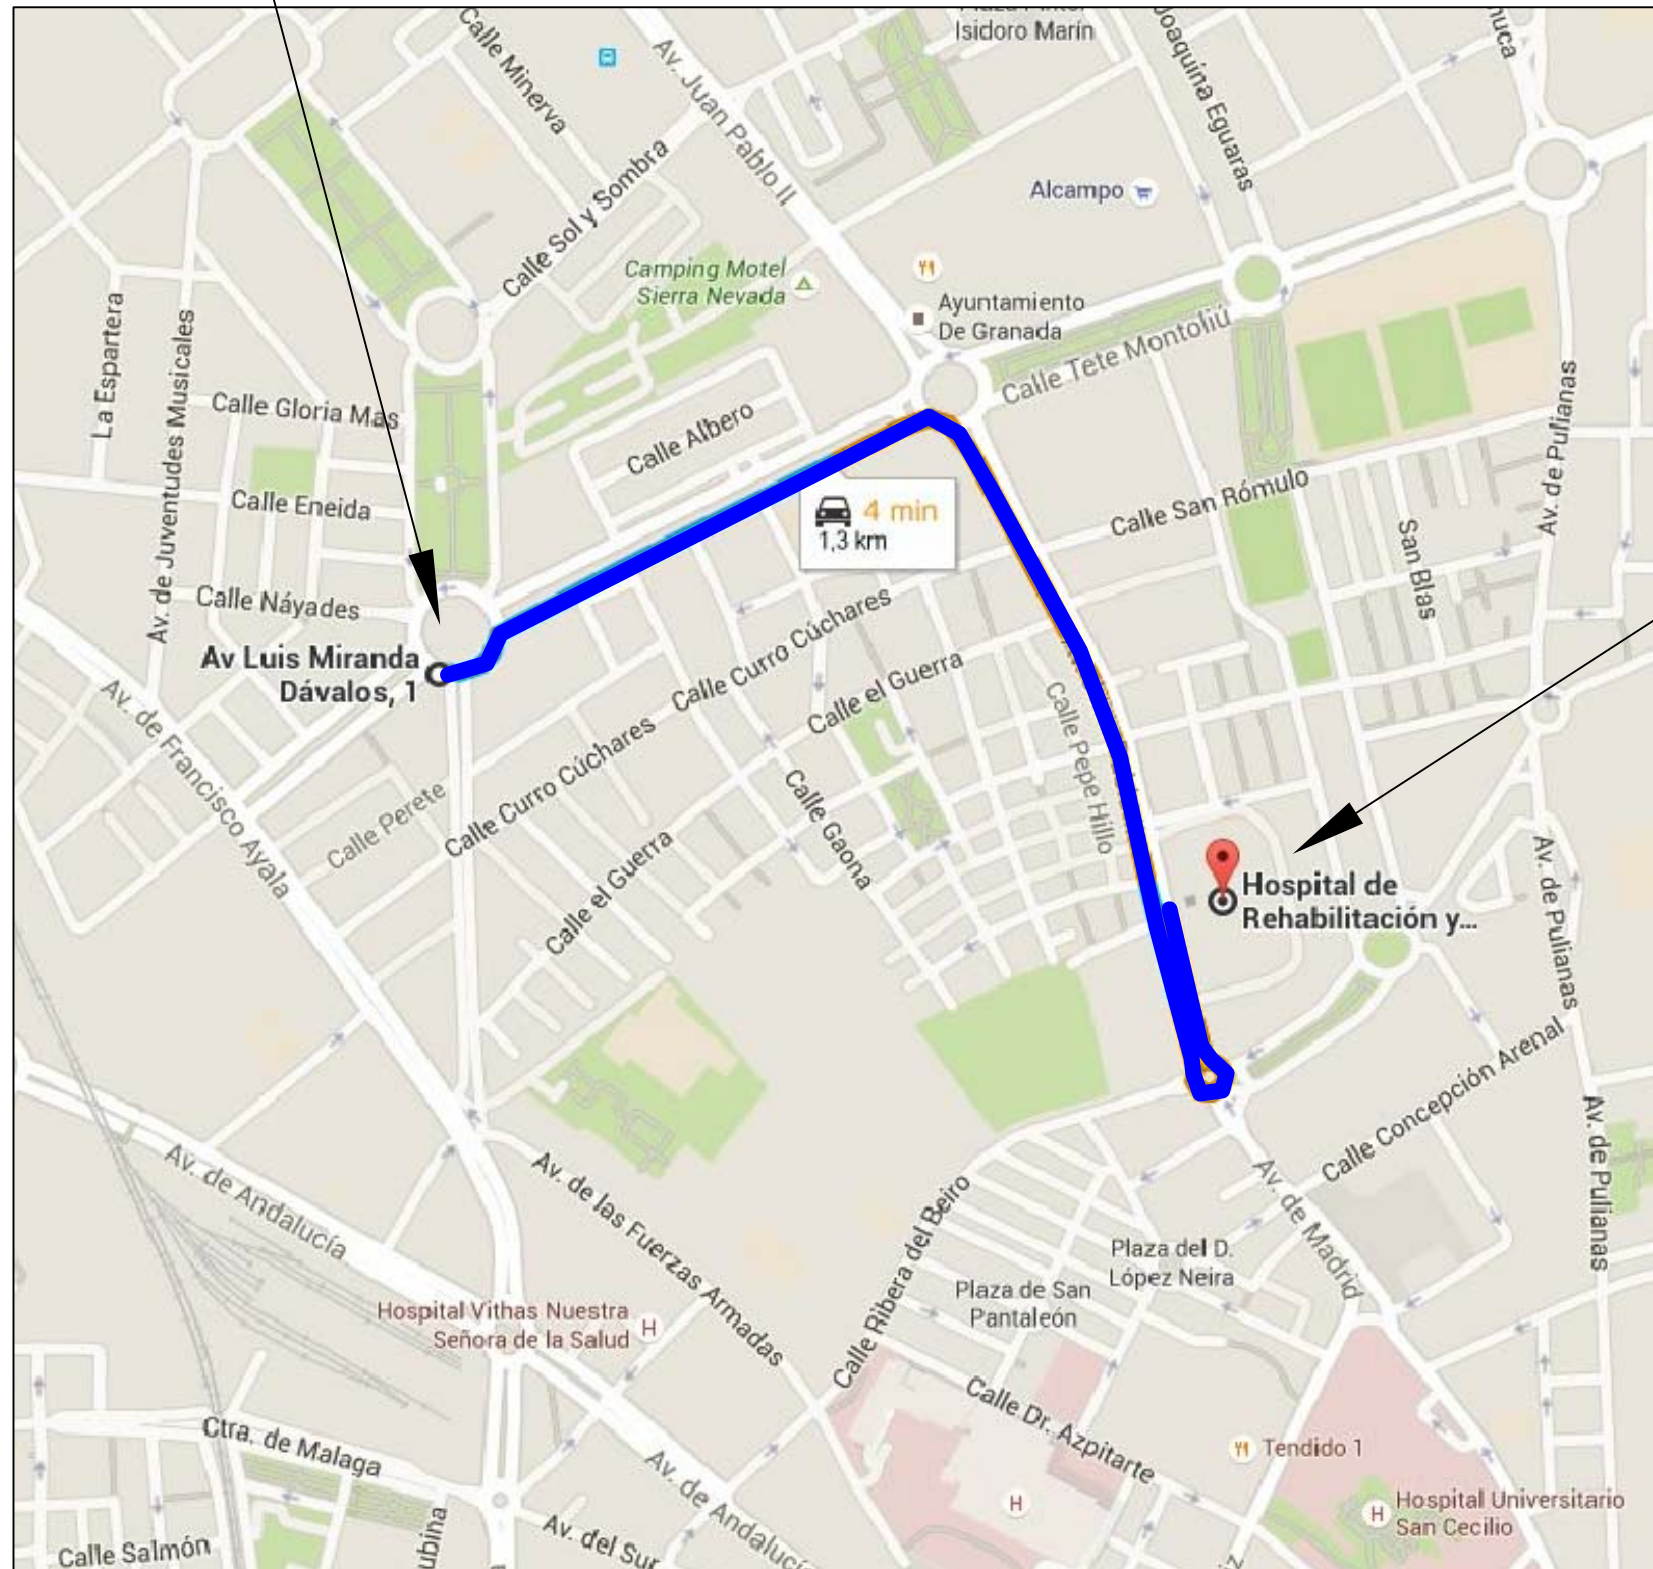 Isidoro Marín
Calle Minerva
Av. Juan Pablo II
Joaquina Eguaras
Alcampo
Calle Sol y Sombra
Camping Motel
Sierra Nevada
Ayuntamiento
De Granada
Calle Tete Montoliú
La Espartera
Av. de Juventudes Musicales
Calle Gloria Mas
Calle Albero
Av. de Pulianas
Calle Eneida
4 min
1,3 km
Calle San Rómulo
San Blas
Calle Náyades
Av Luis Miranda
Dávalos, 1
Calle Curro Cúchares
Calle el Guerra
Calle Pepe Hillo
Av. de Francisco Ayala
Calle Perete
Calle Curro Cúchares
Calle Gaona
Calle el Guerra
Hospital de
Rehabilitación y...
Av. de Pulianas
Calle Concepción Arenal
Av. de Pulianas
Av. de Andalucía
Av. de las Fuerzas Armadas
Calle Ribera del Beiro
Av. de Madrid
Plaza del D.
López Neira
Plaza de San
Pantaleón
Hospital Vithas Nuestra
Señora de la Salud
H
Calle Dr. Azpitarte
Ctra. de Malaga
Av. de Andalucía
Tendido 1
H
H
Hospital Universitario
San Cecilio
Calle Salmón
Av. del Sur